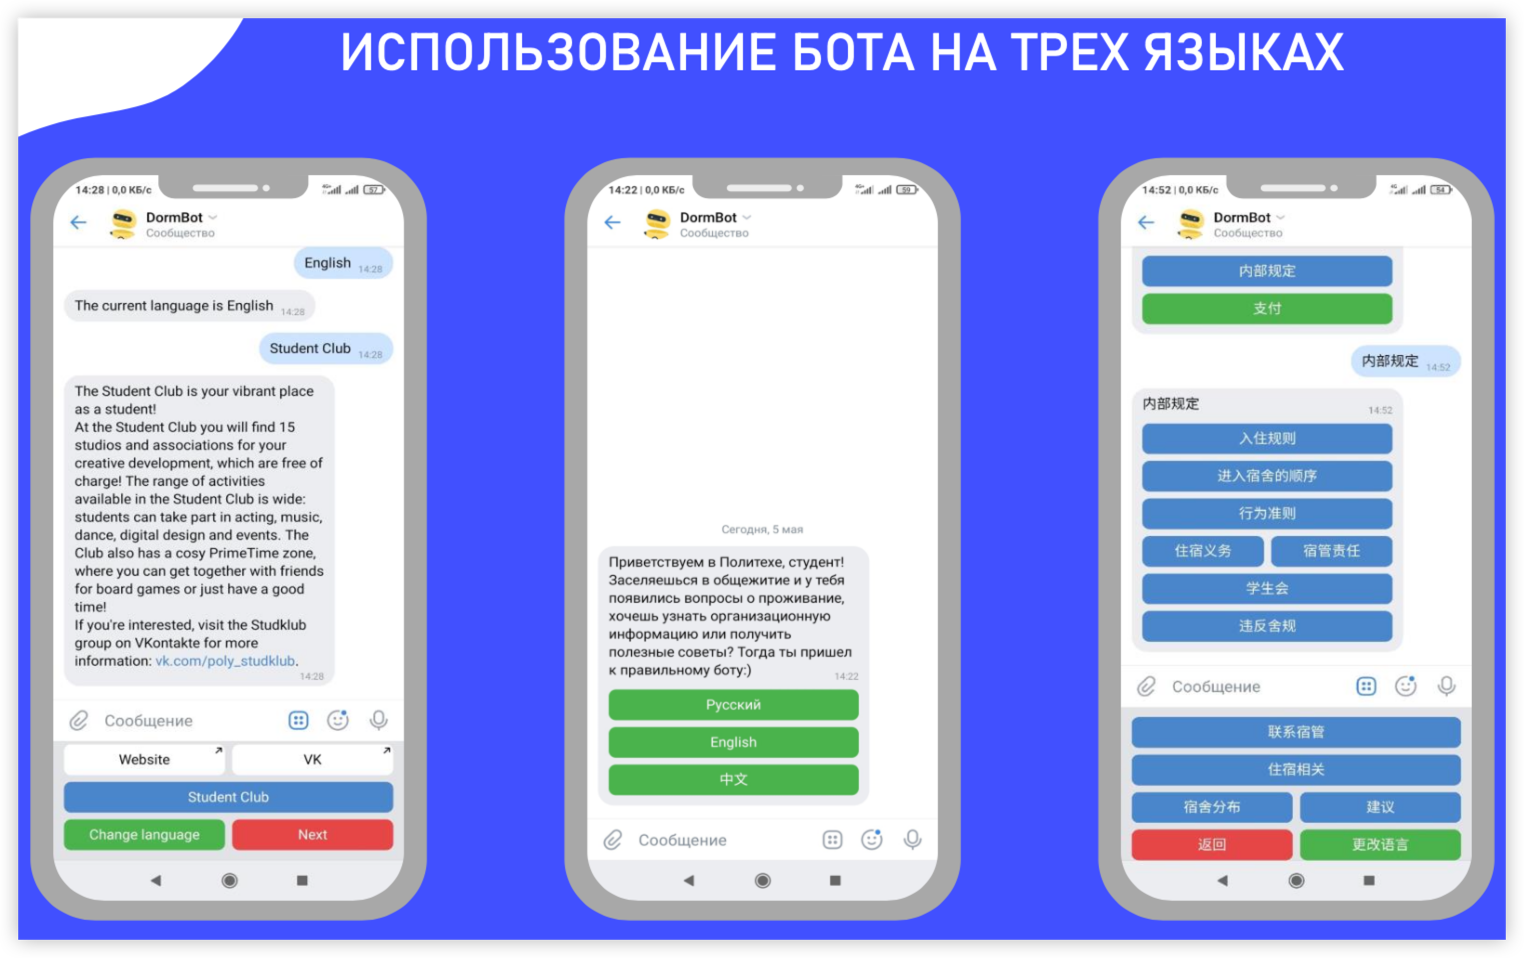 ИСПОЛЬЗОВАНИЕ БОТА НА ТРЕХ ЯЗЫКАХ
14:28 | 0,0 КБ/с
4G+
57
DormBot
Сообщество
English 14:28
The current language is English 14:28
Student Club 14:28
The Student Club is your vibrant place
as a student!
At the Student Club you will find 15
studios and associations for your
creative development, which are free of
charge! The range of activities
available in the Student Club is wide:
students can take part in acting, music,
dance, digital design and events. The
Club also has a cosy PrimeTime zone,
where you can get together with friends
for board games or just have a good
time!
If you're interested, visit the Studklub
group on VKontakte for more
information: vk.com/poly_studklub.
14:28
Сообщение
Website
VK
Student Club
Change language
Next
14:22 | 0,0 КБ/с
4G+
59
DormBot
Сообщество
Сегодня, 5 мая
Приветствуем в Политехе, студент!
Заселяешься в общежитие и у тебя
появились вопросы о проживание,
хочешь узнать организационную
информацию или получить
полезные советы? Тогда ты пришел
к правильному боту:)
14:22
Русский
English
中文
Сообщение
14:52 | 0,0 КБ/с
4G
54
DormBot
Сообщество
内部规定
支付
内部规定 14:52
内部规定
14:52
入住规则
进入宿舍的顺序
行为准则
住宿义务
宿管责任
学生会
违反舍规
Сообщение
联系宿管
住宿相关
宿舍分布
建议
返回
更改语言